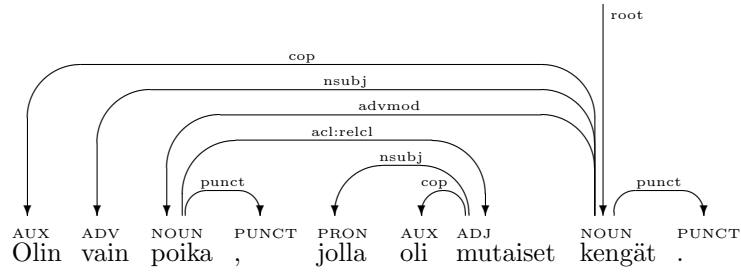 root
cop
nsubj
advmod
acl:relcl
nsubj
punct cop punct
AUX ADV NOUN PUNCT PRON AUX ADJ NOUN PUNCT
Olin vain poika , jolla oli mutaiset kengät .